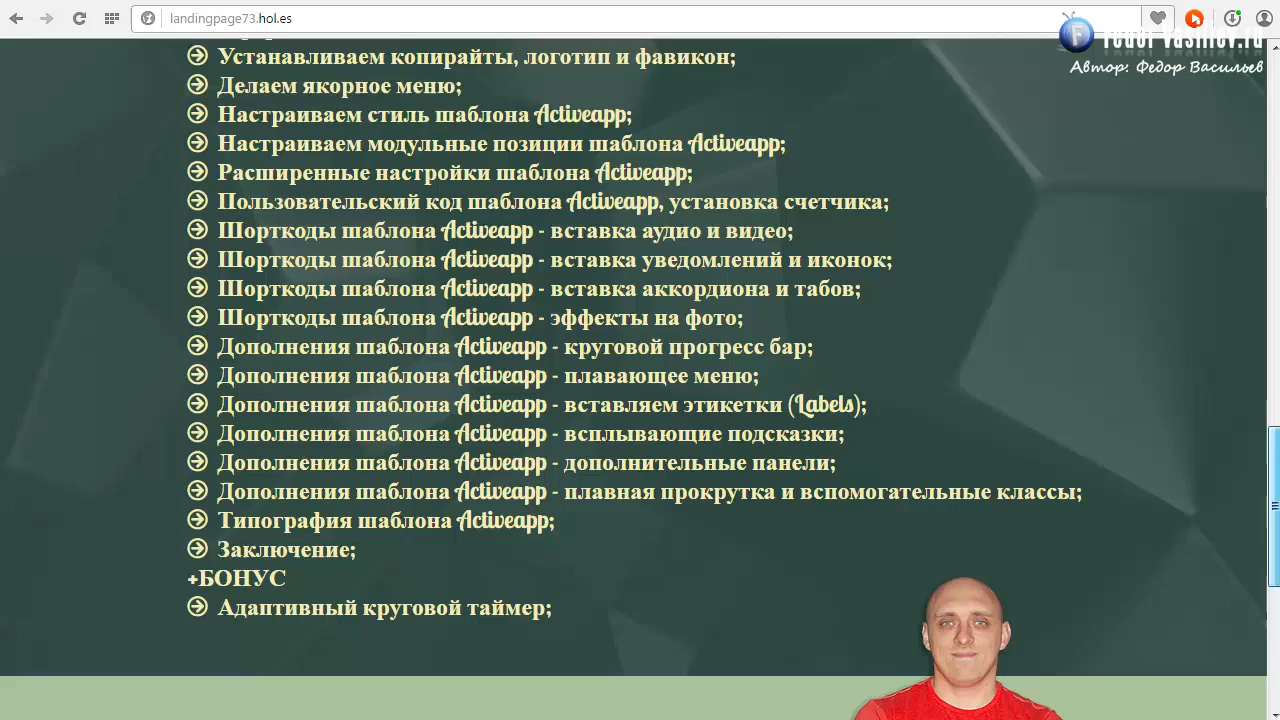 landingpage73.hol.es
Автор: Федор Васильев
Устанавливаем копирайты, логотип и фавикон;
Делаем якорное меню;
Настраиваем стиль шаблона Activeapp;
Настраиваем модульные позиции шаблона Activeapp;
Расширенные настройки шаблона Activeapp;
Пользовательский код шаблона Activeapp, установка счетчика;
Шорткоды шаблона Activeapp - вставка аудио и видео;
Шорткоды шаблона Activeapp - вставка уведомлений и иконок;
Шорткоды шаблона Activeapp - вставка аккордиона и табов;
Шорткоды шаблона Activeapp - эффекты на фото;
Дополнения шаблона Activeapp - круговой прогресс бар;
Дополнения шаблона Activeapp - плавающее меню;
Дополнения шаблона Activeapp - вставляем этикетки (Labels);
Дополнения шаблона Activeapp - всплывающие подсказки;
Дополнения шаблона Activeapp - дополнительные панели;
Дополнения шаблона Activeapp - плавная прокрутка и вспомогательные классы;
Типография шаблона Activeapp;
Заключение;
+БОНУС
Адаптивный круговой таймер;